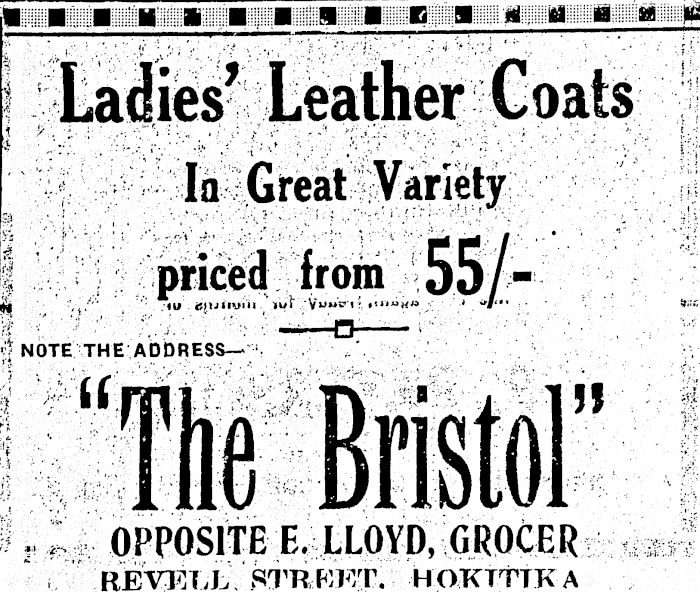 Ladies' Leather Coats
In Great Variety
priced from 55/-
NOTE THE ADDRESS—
"The Bristol"
OPPOSITE E. LLOYD, GROCER
REVELL STREET, HOKITIKA